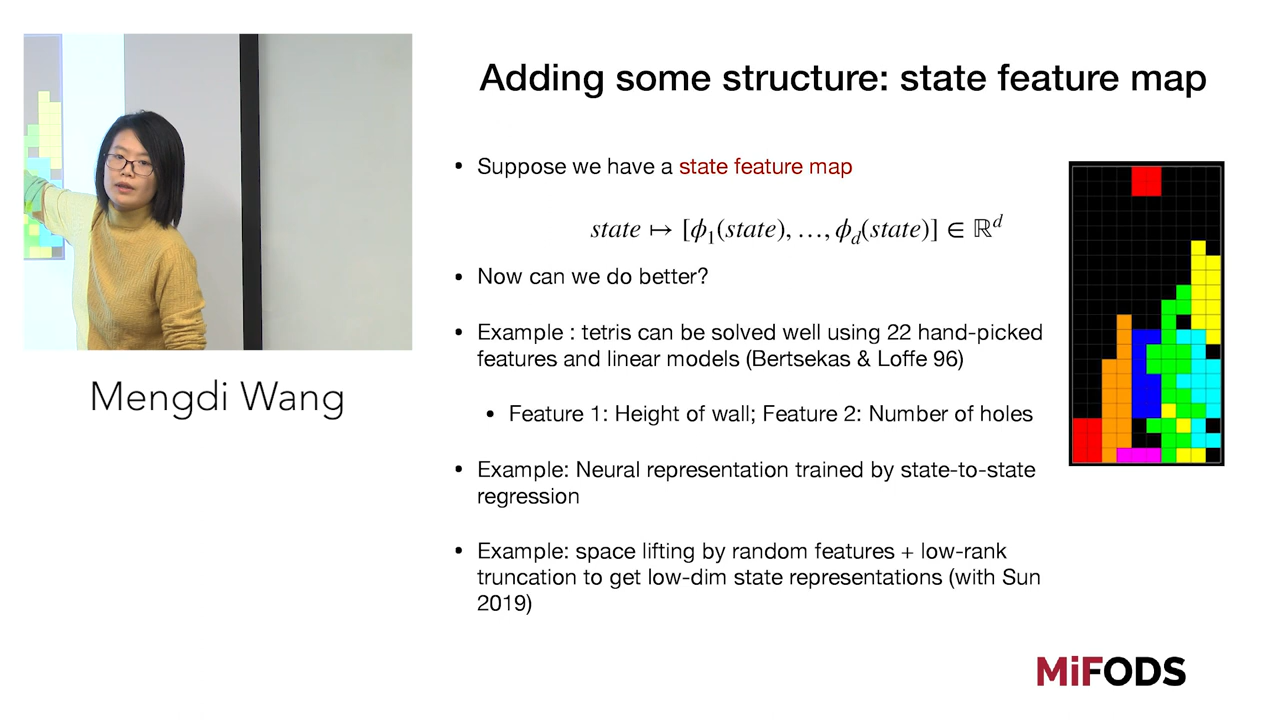 Adding some structure: state feature map
• Suppose we have a state feature map
state ↦ [ϕ₁(state), …, ϕ_d(state)] ∈ ℝ^d
• Now can we do better?
• Example : tetris can be solved well using 22 hand-picked
features and linear models (Bertsekas & Loffe 96)
• Feature 1: Height of wall; Feature 2: Number of holes
• Example: Neural representation trained by state-to-state
regression
• Example: space lifting by random features + low-rank
truncation to get low-dim state representations (with Sun
2019)
Mengdi Wang
MiFODS